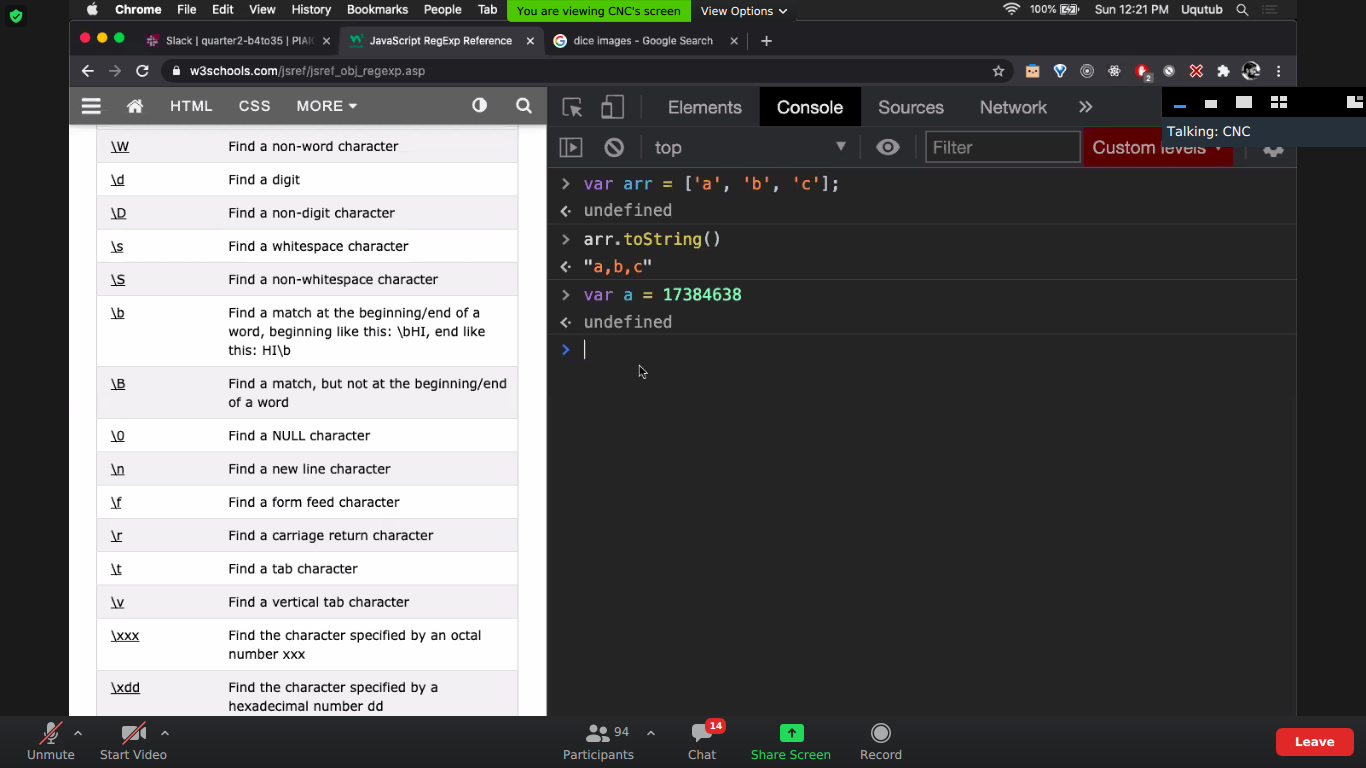 Chrome File Edit View History Bookmarks People Tab You are viewing CNC's screen View Options 100% Sun 12:21 PM Uqutub
Slack | quarter2-b4to35 | PIAI JavaScript RegExp Reference dice images - Google Search
w3schools.com/jsref/jsref_obj_regexp.asp 2
HTML CSS MORE
\W Find a non-word character
\d Find a digit
\D Find a non-digit character
\s Find a whitespace character
\S Find a non-whitespace character
\b Find a match at the beginning/end of a
word, beginning like this: \bHI, end like
this: HI\b
\B Find a match, but not at the beginning/end
of a word
\0 Find a NULL character
\n Find a new line character
\f Find a form feed character
\r Find a carriage return character
\t Find a tab character
\v Find a vertical tab character
\xxx Find the character specified by an octal
number xxx
\xdd Find the character specified by a
hexadecimal number dd
Elements Console Sources Network »
Talking: CNC
top Filter Custom levels
> var arr = ['a', 'b', 'c'];
undefined
> arr.toString()
"a,b,c"
> var a = 17384638
undefined
>
Unmute Start Video 94 Participants 14 Chat Share Screen Record Leave